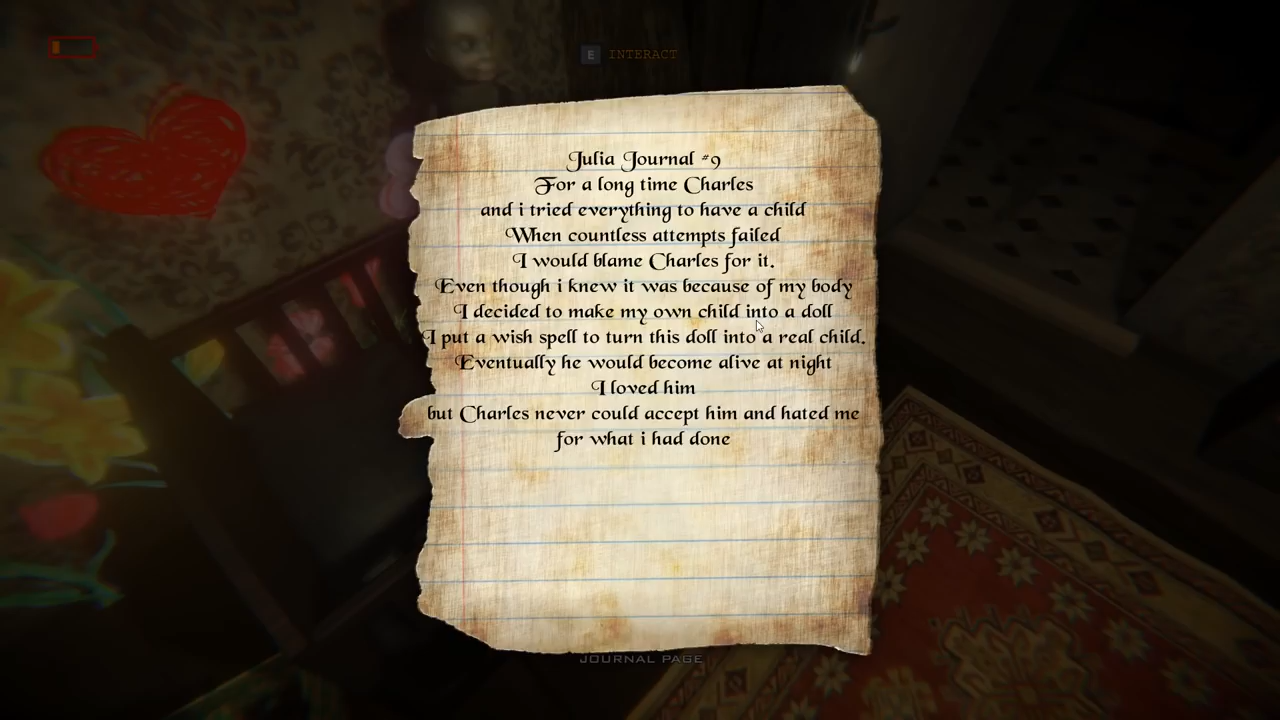 E INTERACT
Julia Journal #9
For a long time Charles
and i tried everything to have a child
When countless attempts failed
I would blame Charles for it.
Even though i knew it was because of my body
I decided to make my own child into a doll
I put a wish spell to turn this doll into a real child.
Eventually he would become alive at night
I loved him
but Charles never could accept him and hated me
for what i had done
JOURNAL PAGE